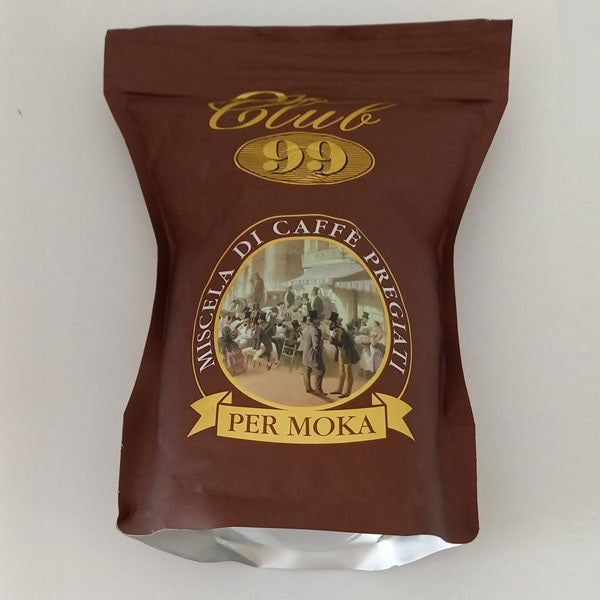 Club
99
MISCELA DI CAFFÈ PREGIATI
PER MOKA